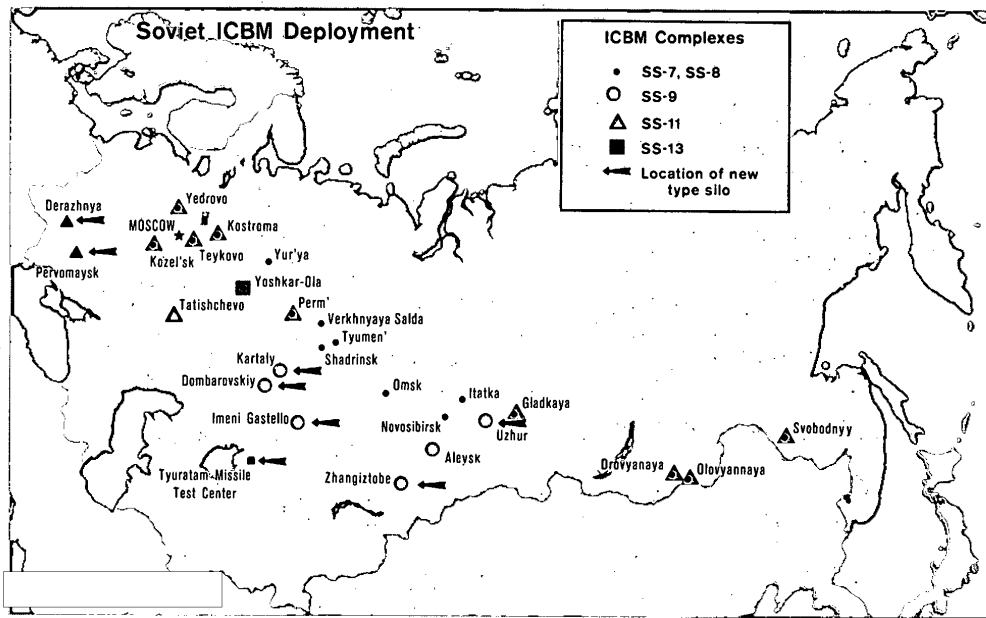 Soviet ICBM Deployment
ICBM Complexes
SS-7, SS-8
SS-9
SS-11
SS-13
Location of new
type silo
Derazhnya
Yedrovo
MOSCOW
Kostroma
Kozel'sk
Teykovo
Pervomaysk
Yur'ya
Yoshkar-Ola
Tatishchevo
Perm'
Verkhnyaya Salda
Tyumen'
Shadrinsk
Kartaly
Dombarovskiy
Omsk
Itatka
Gladkaya
Imeni Gastello
Novosibirsk
Uzhur
Svobodnyy
Aleysk
Drovyanaya
Olovyannaya
Tyuratam Missile
Test Center
Zhangiztobe